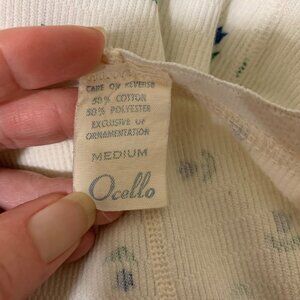 CARE ON REVERSE
50% COTTON
50% POLYESTER
EXCLUSIVE OF
ORNAMENTATION
MEDIUM
Ocello